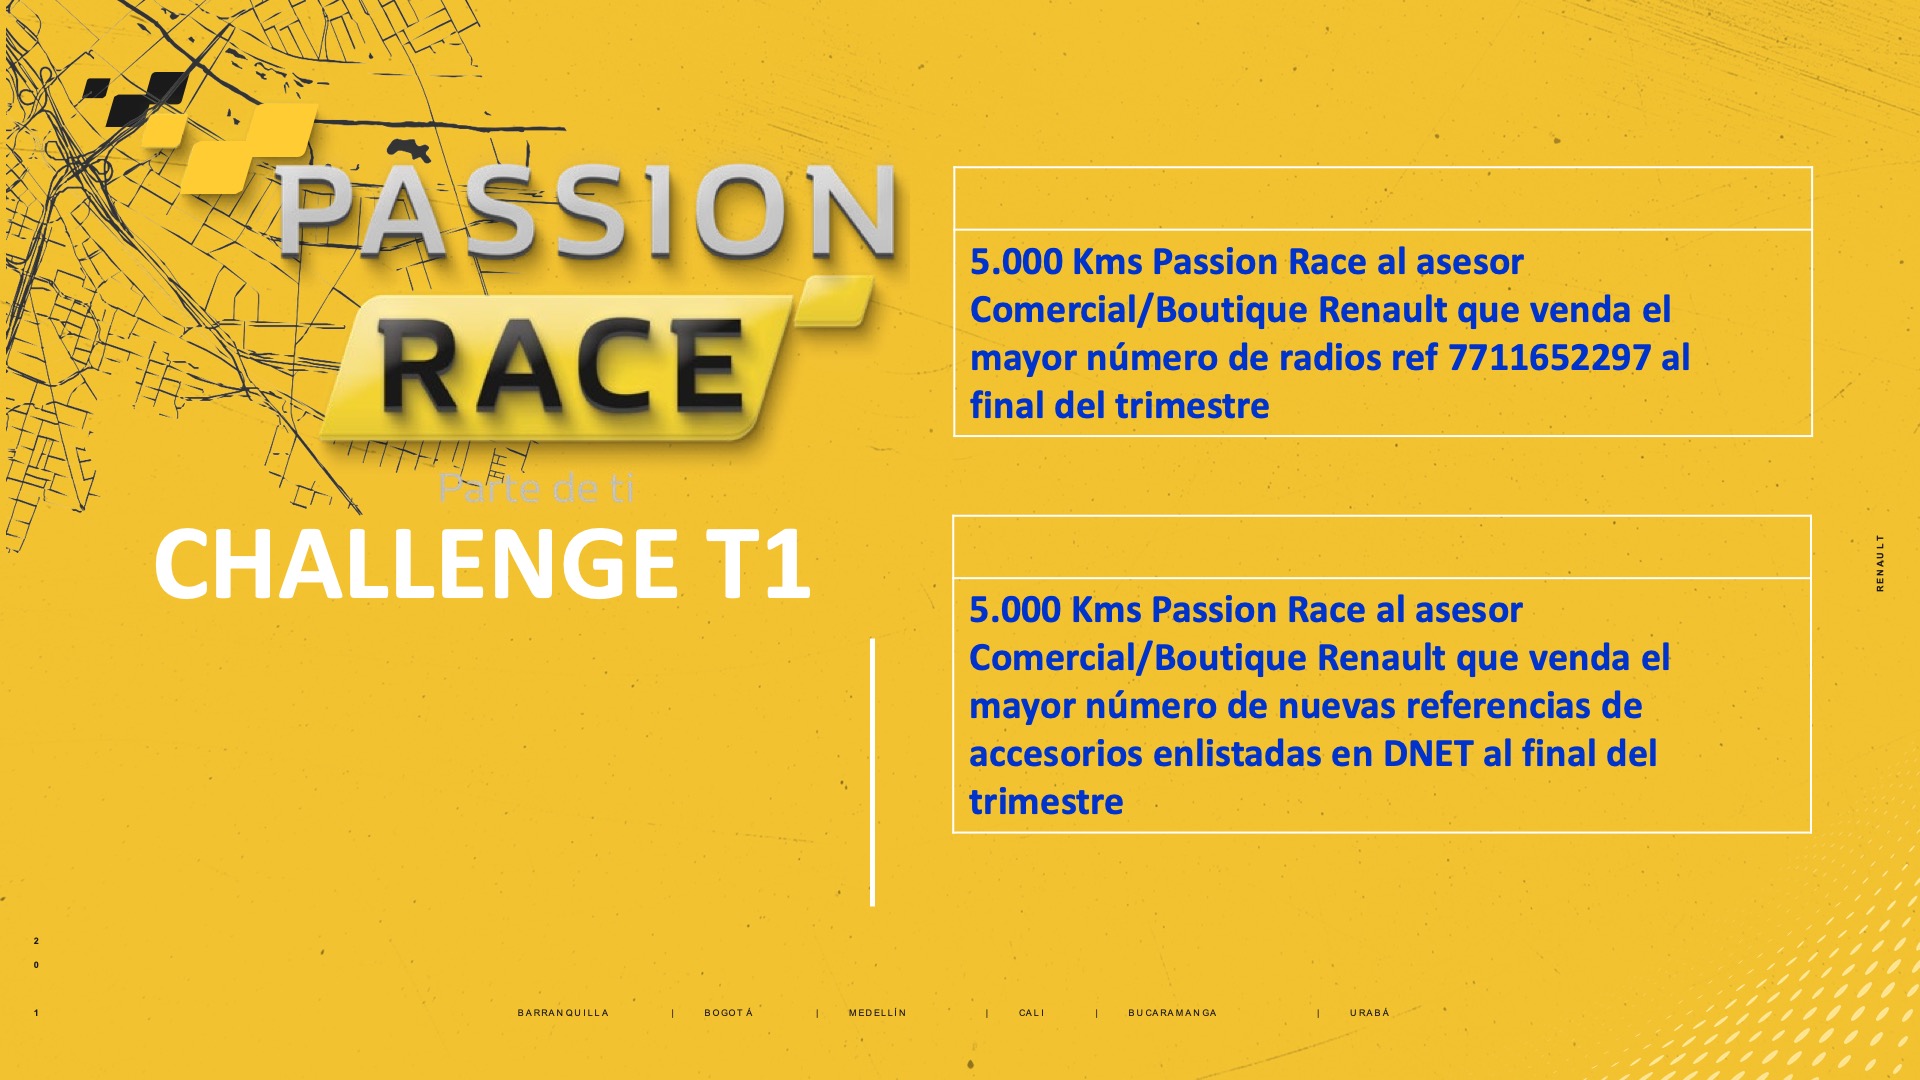 PASSION
RACE
Parte de ti
CHALLENGE T1
5.000 Kms Passion Race al asesor
Comercial/Boutique Renault que venda el
mayor número de radios ref 7711652297 al
final del trimestre
5.000 Kms Passion Race al asesor
Comercial/Boutique Renault que venda el
mayor número de nuevas referencias de
accesorios enlistadas en DNET al final del
trimestre
RENAULT
2
0
1
BARRANQUILLA | BOGOTÁ | MEDELLÍN | CALI | BUCARAMANGA | URABÁ